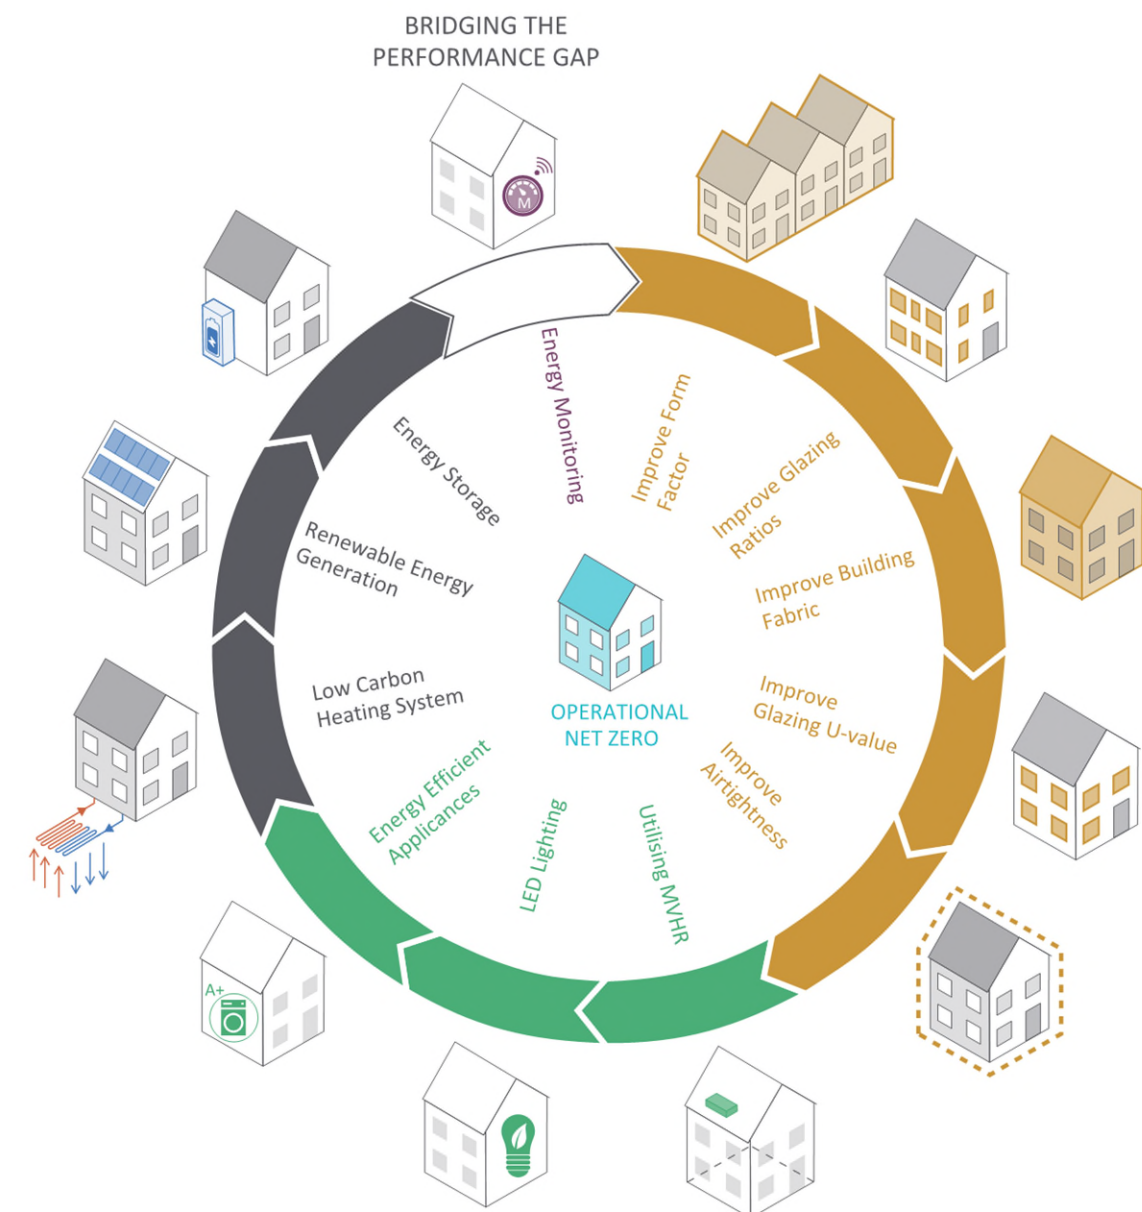 BRIDGING THE
PERFORMANCE GAP
M
Energy Monitoring
Improve Form
Factor
Improve Glazing
Ratios
Improve Building
Fabric
Improve
Glazing U-value
Improve
Airtightness
Utilising MVHR
LED Lighting
Energy Efficient
Applicances
Low Carbon
Heating System
Renewable Energy
Generation
Energy Storage
OPERATIONAL
NET ZERO
A+